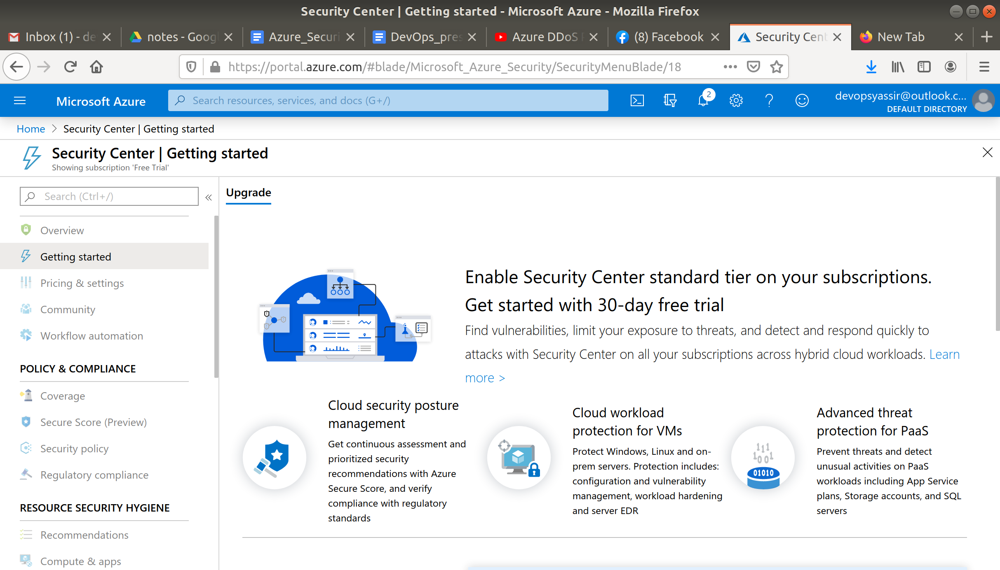 Security Center | Getting started - Microsoft Azure - Mozilla Firefox
Inbox (1) - de
notes - Goog
Azure_Securi
DevOps_pres
Azure DDoS
(8) Facebook
Security Cent
New Tab
https://portal.azure.com/#blade/Microsoft_Azure_Security/SecurityMenuBlade/18
Microsoft Azure
Search resources, services, and docs (G+/)
2
devopsyassir@outlook.c...
DEFAULT DIRECTORY
Home > Security Center | Getting started
Security Center | Getting started
Showing subscription 'Free Trial'
Search (Ctrl+/)
«
Overview
Getting started
Pricing & settings
Community
Workflow automation
POLICY & COMPLIANCE
Coverage
Secure Score (Preview)
Security policy
Regulatory compliance
RESOURCE SECURITY HYGIENE
Recommendations
Compute & apps
Upgrade
Enable Security Center standard tier on your subscriptions.
Get started with 30-day free trial
Find vulnerabilities, limit your exposure to threats, and detect and respond quickly to
attacks with Security Center on all your subscriptions across hybrid cloud workloads. Learn
more >
Cloud security posture
management
Get continuous assessment and
prioritized security
recommendations with Azure
Secure Score, and verify
compliance with regulatory
standards
Cloud workload
protection for VMs
Protect Windows, Linux and on-
prem servers. Protection includes:
configuration and vulnerability
management, workload hardening
and server EDR
111
1001
01010
Advanced threat
protection for PaaS
Prevent threats and detect
unusual activities on PaaS
workloads including App Service
plans, Storage accounts, and SQL
servers